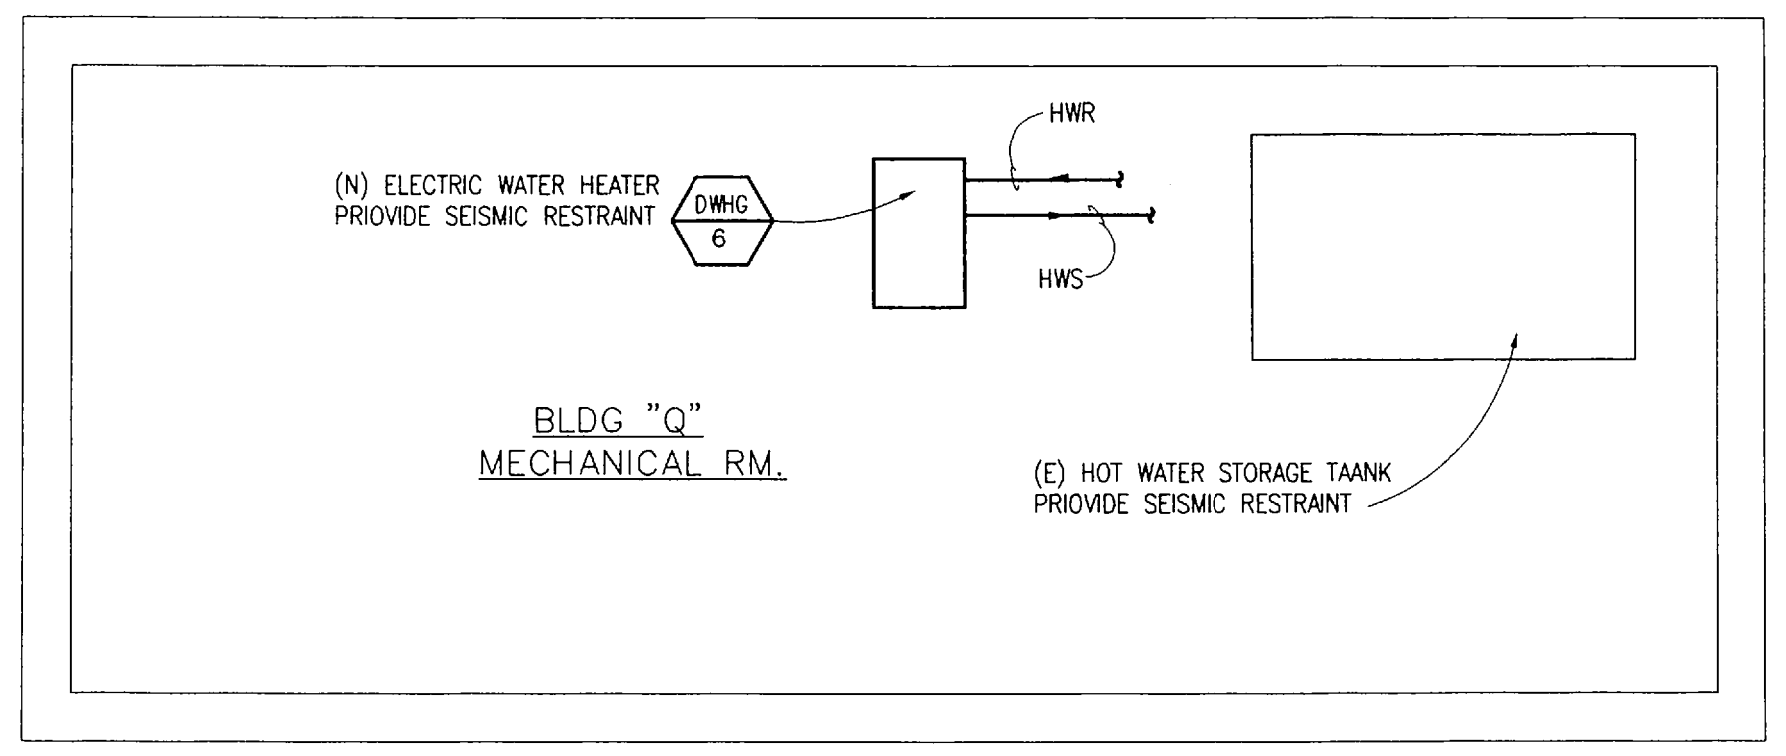 HWR
(N) ELECTRIC WATER HEATER
PRIOVIDE SEISMIC RESTRAINT
DWHG
6
HWS
BLDG "Q"
MECHANICAL RM.
(E) HOT WATER STORAGE TAANK
PRIOVIDE SEISMIC RESTRAINT